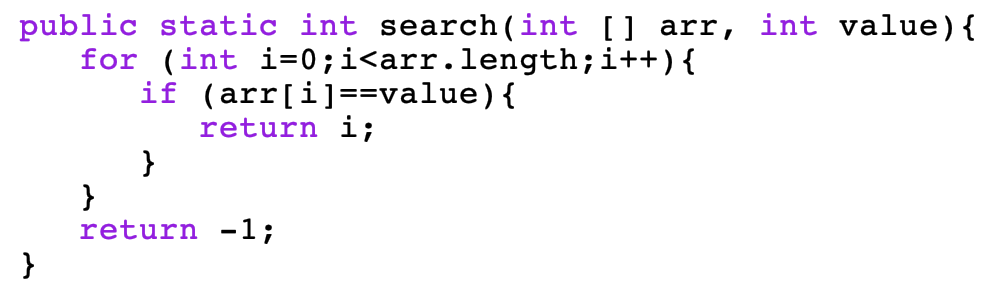 public static int search(int [] arr, int value){
for (int i=0;i<arr.length;i++){
if (arr[i]==value){
return i;
}
}
return -1;
}